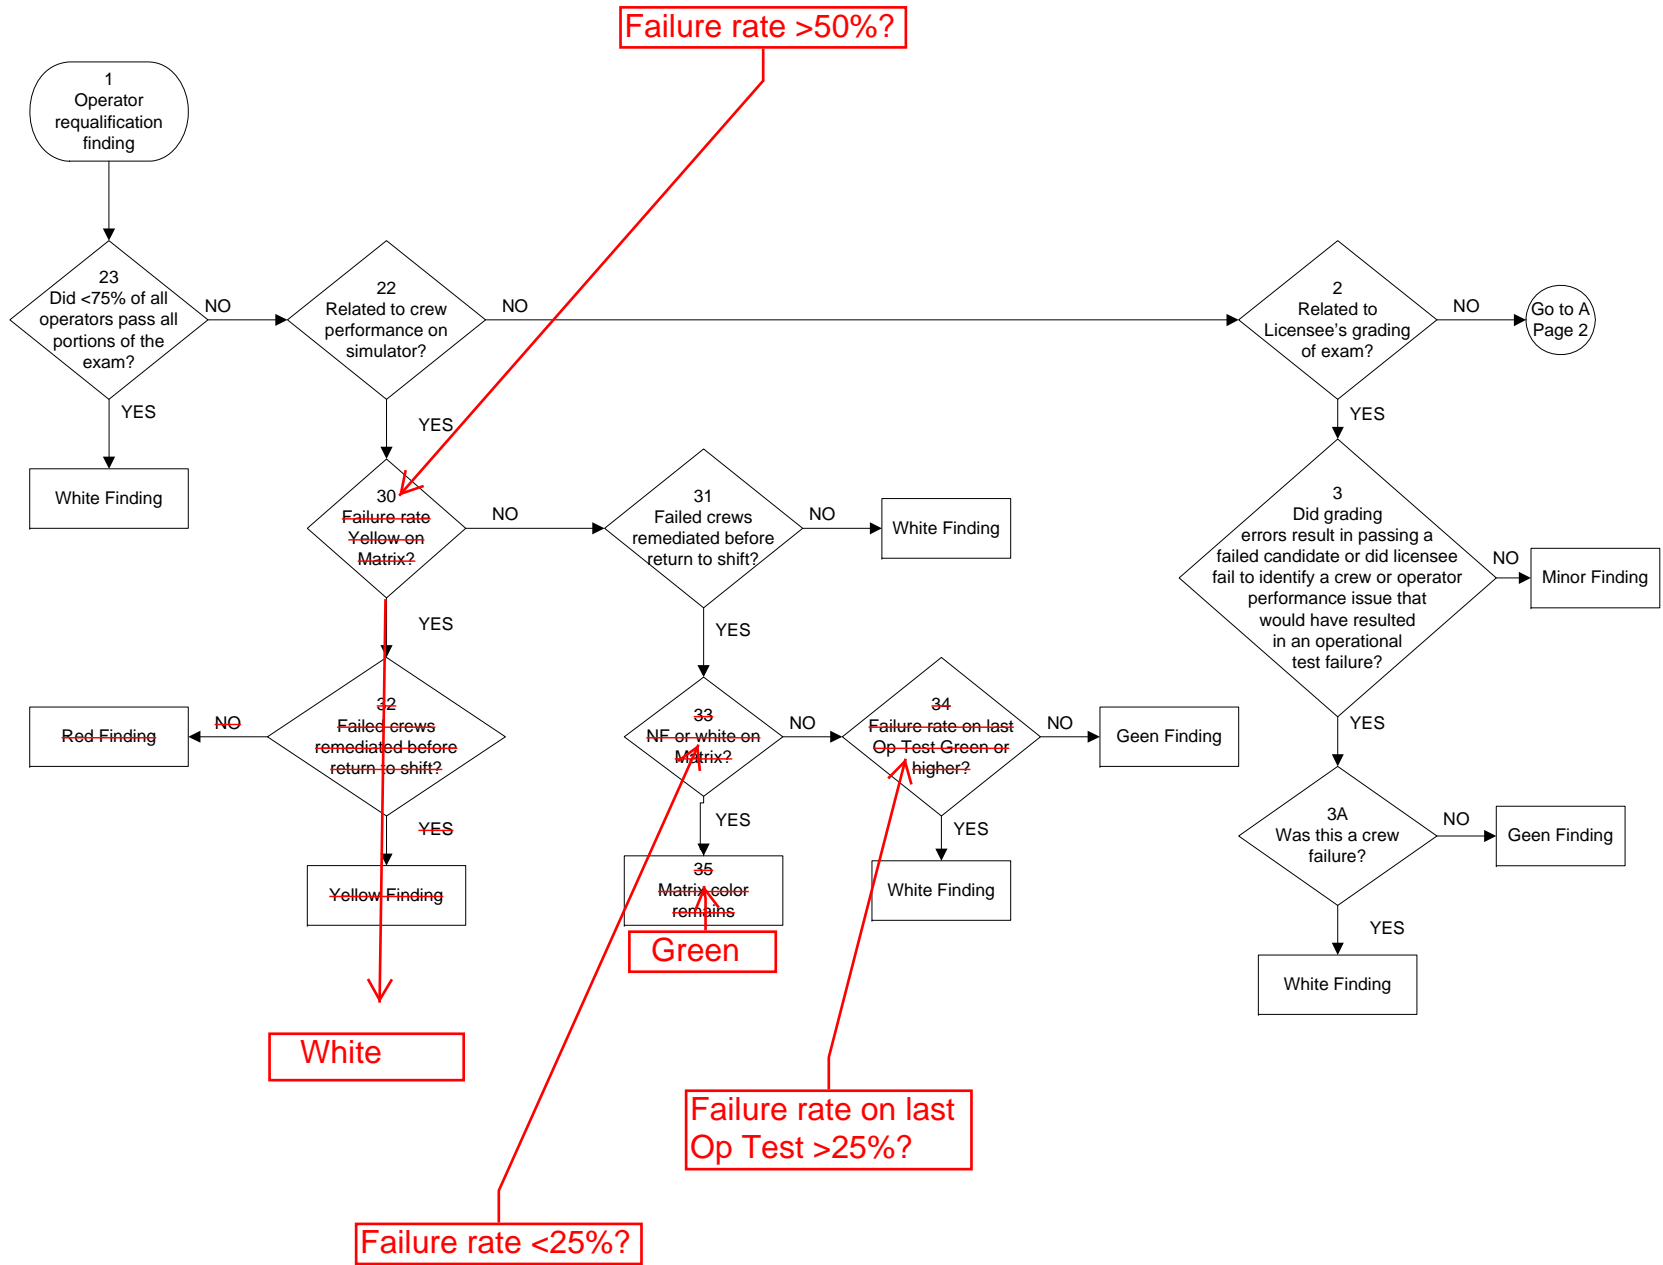 Failure rate >50%?
1
Operator
requalification
finding
23
Did <75% of all
operators pass all
portions of the
exam?
NO
22
Related to crew
performance on
simulator?
NO
2
Related to
Licensee's grading
of exam?
NO
Go to A
Page 2
YES
YES
YES
White Finding
30
Failure rate
Yellow on
Matrix?
NO
31
Failed crews
remediated before
return to shift?
NO
White Finding
3
Did grading
errors result in passing a
failed candidate or did licensee
fail to identify a crew or operator
performance issue that
would have resulted
in an operational
test failure?
NO
Minor Finding
YES
YES
YES
Red Finding
NO
32
Failed crews
remediated before
return to shift?
33
NF or white on
Matrix?
NO
34
Failure rate on last
Op Test Green or
higher?
NO
Geen Finding
YES
YES
YES
3A
Was this a crew
failure?
NO
Geen Finding
Yellow Finding
35
Matrix color
remains
White Finding
YES
Green
White Finding
White
Failure rate on last
Op Test >25%?
Failure rate <25%?